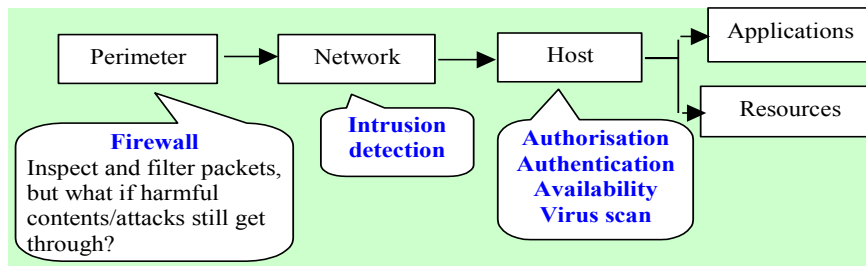 Perimeter
Network
Host
Applications
Resources
Firewall
Inspect and filter packets,
but what if harmful
contents/attacks still get
through?
Intrusion
detection
Authorisation
Authentication
Availability
Virus scan